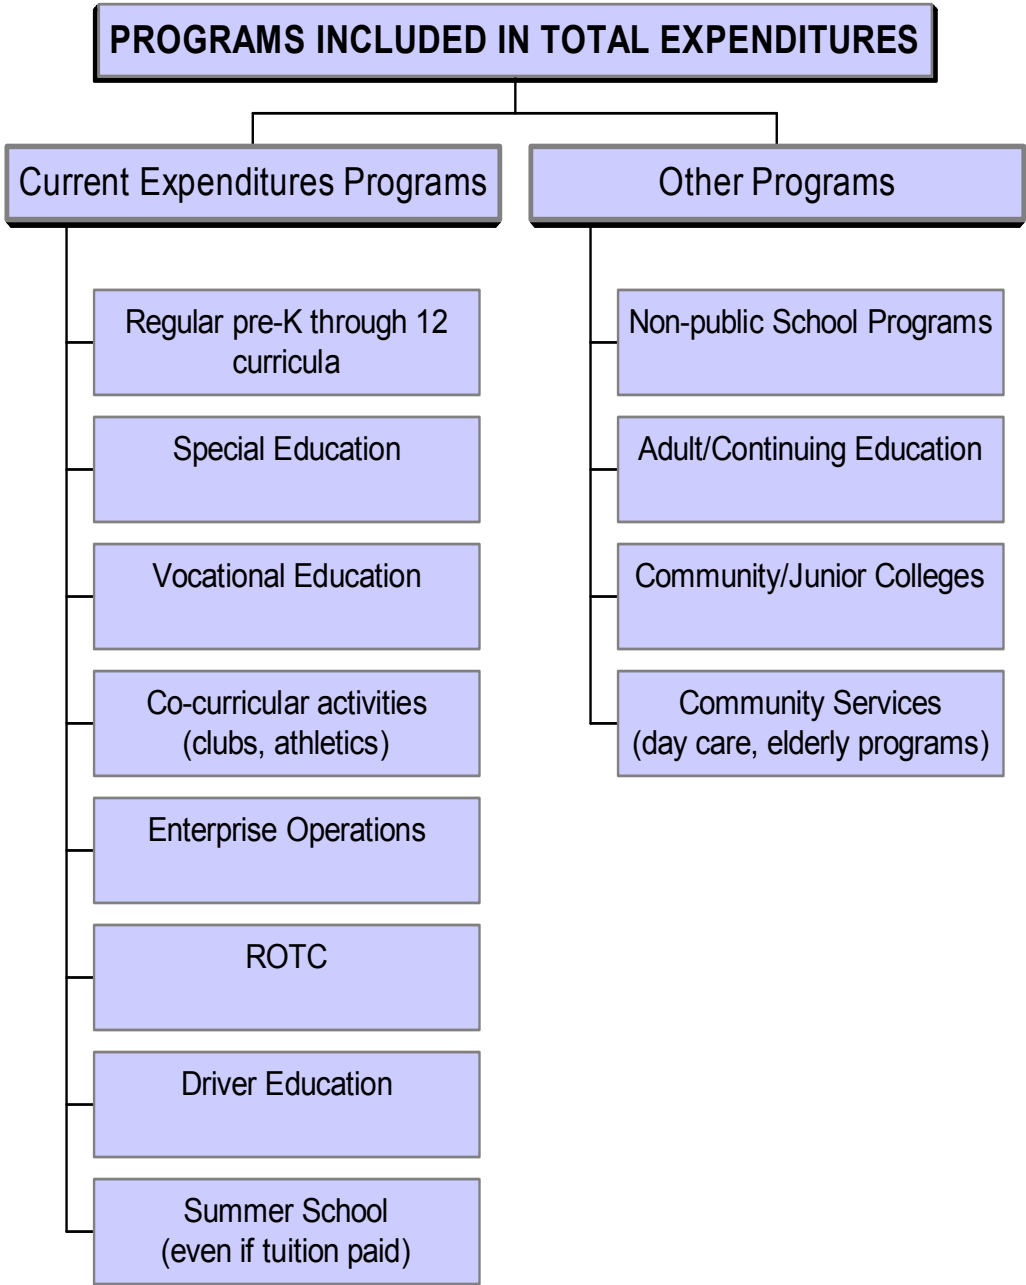 PROGRAMS INCLUDED IN TOTAL EXPENDITURES
Current Expenditures Programs
Regular pre-K through 12
curricula
Special Education
Vocational Education
Co-curricular activities
(clubs, athletics)
Enterprise Operations
ROTC
Driver Education
Summer School
(even if tuition paid)
Other Programs
Non-public School Programs
Adult/Continuing Education
Community/Junior Colleges
Community Services
(day care, elderly programs)